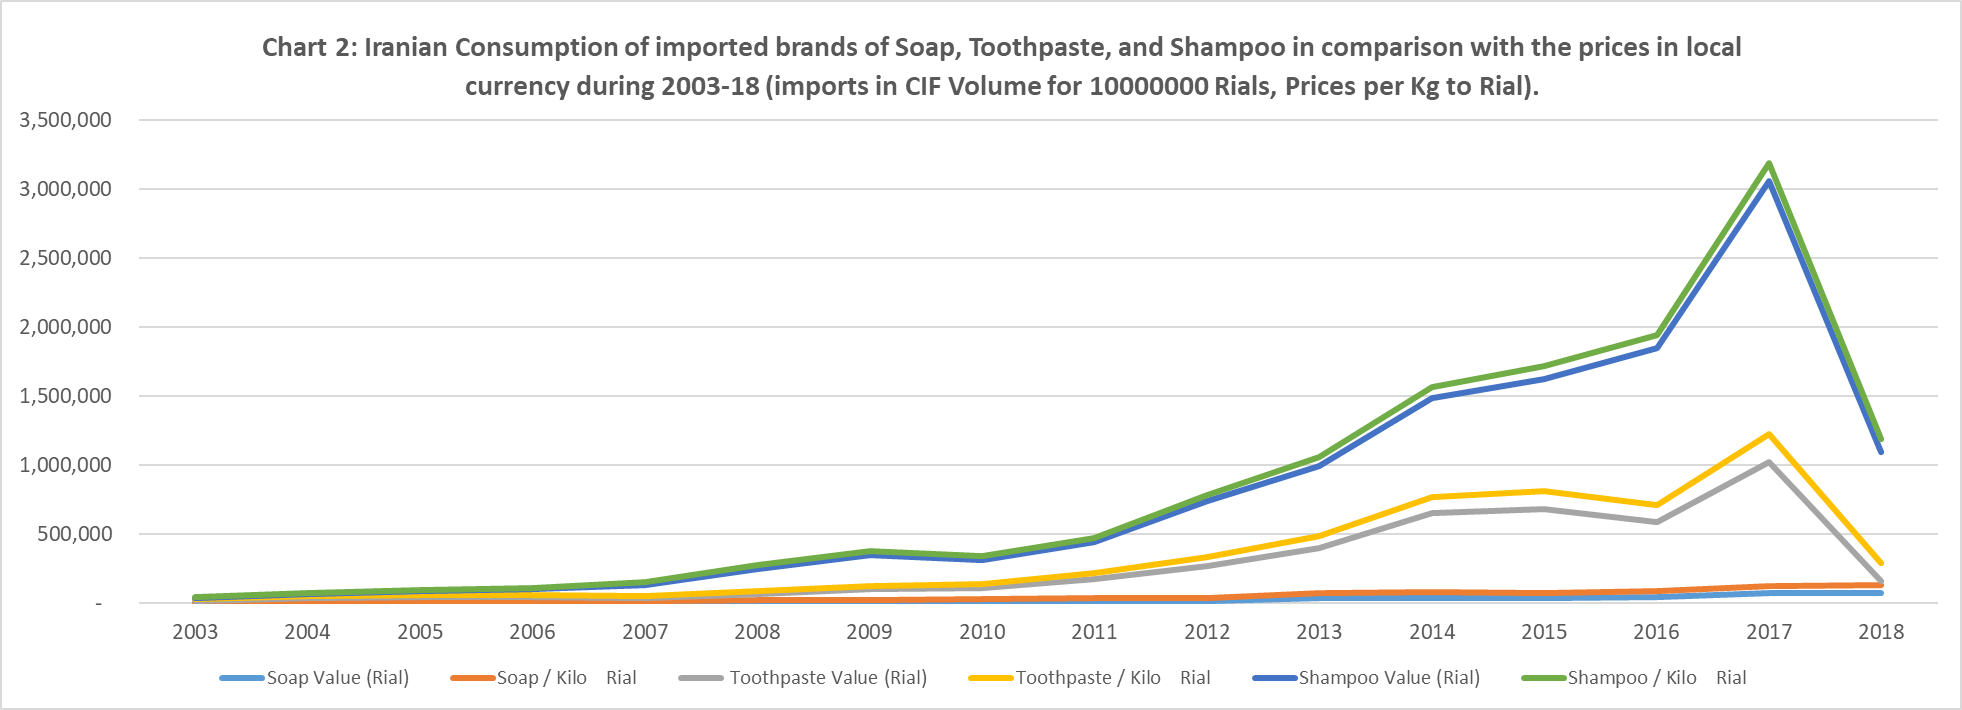 Chart 2: Iranian Consumption of imported brands of Soap, Toothpaste, and Shampoo in comparison with the prices in local
currency during 2003-18 (imports in CIF Volume for 10000000 Rials, Prices per Kg to Rial).
3,500,000
3,000,000
2,500,000
2,000,000
1,500,000
1,000,000
500,000
-
2003 2004 2005 2006 2007 2008 2009 2010 2011 2012 2013 2014 2015 2016 2017 2018
Soap Value (Rial) Soap / Kilo Rial Toothpaste Value (Rial) Toothpaste / Kilo Rial Shampoo Value (Rial) Shampoo / Kilo Rial